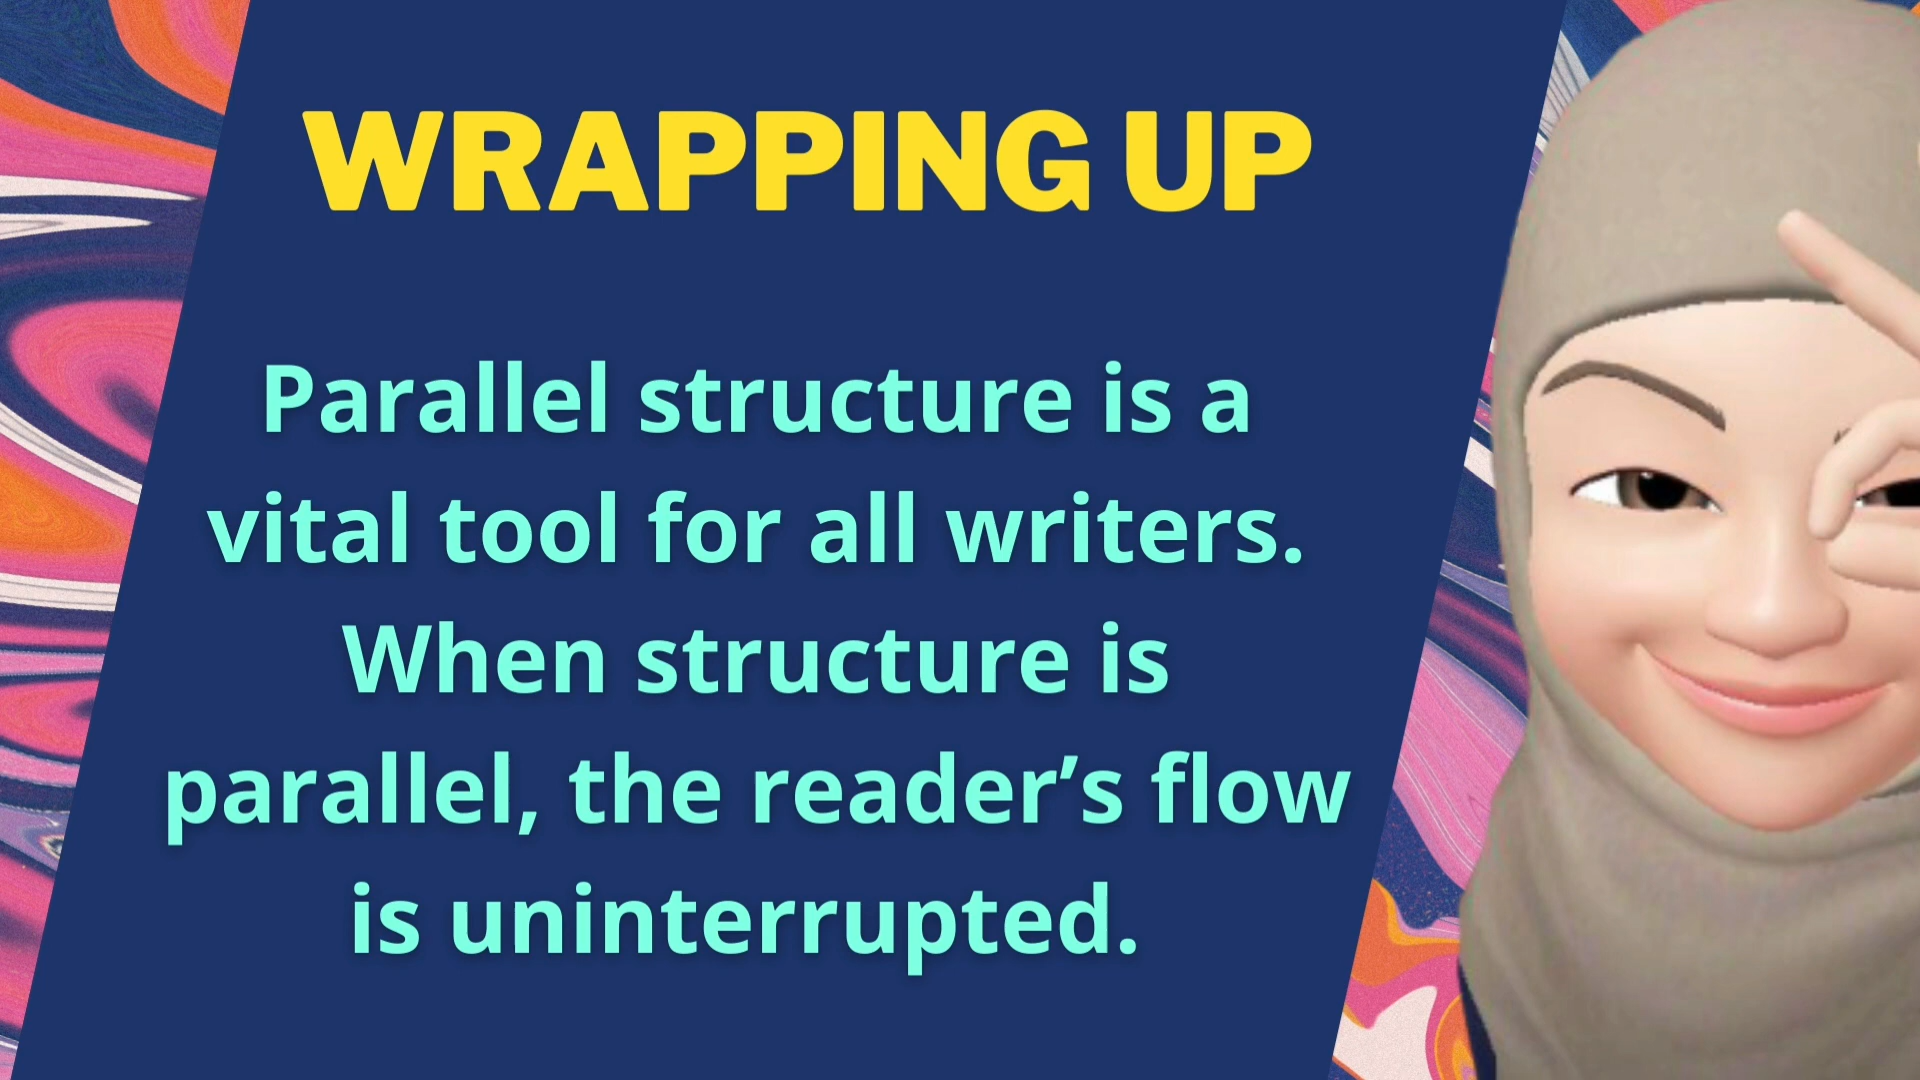 WRAPPING UP
Parallel structure is a
vital tool for all writers.
When structure is
parallel, the reader’s flow
is uninterrupted.